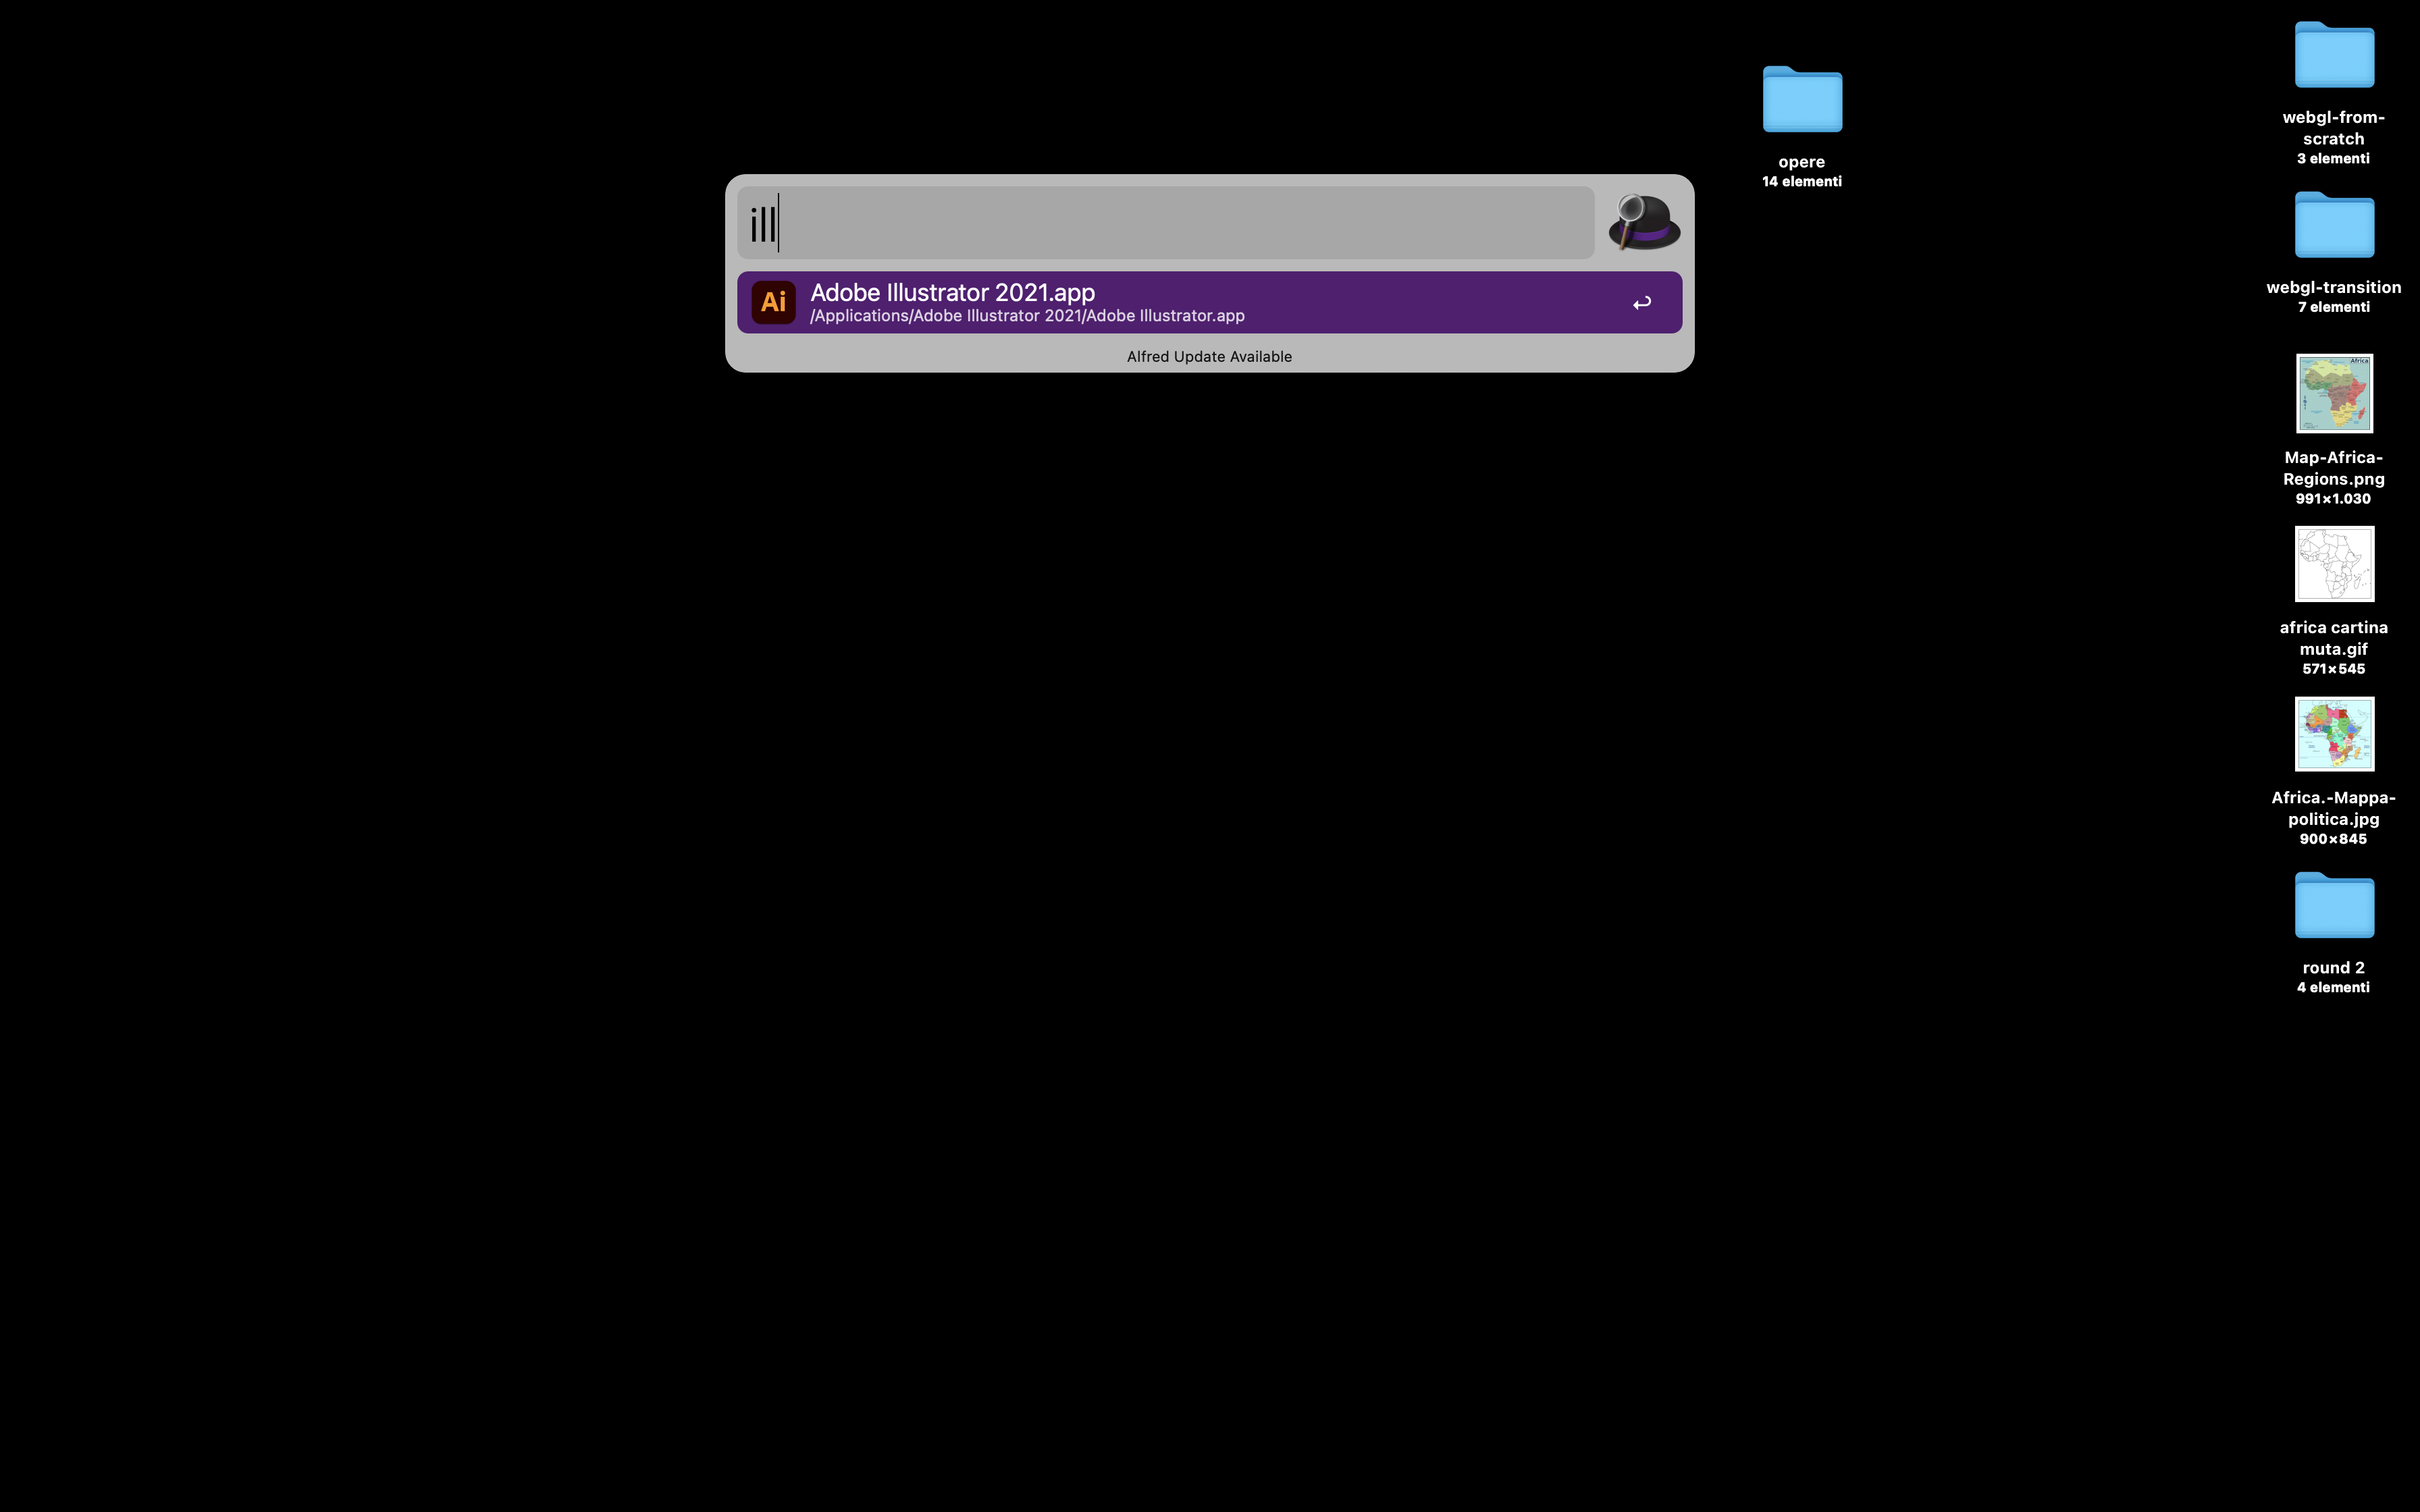 ill
Ai
Adobe Illustrator 2021.app
/Applications/Adobe Illustrator 2021/Adobe Illustrator.app
Alfred Update Available
opere
14 elementi
webgl-from-
scratch
3 elementi
webgl-transition
7 elementi
Africa
Map-Africa-
Regions.png
991×1.030
africa cartina
muta.gif
571×545
Africa.-Mappa-
politica.jpg
900×845
round 2
4 elementi